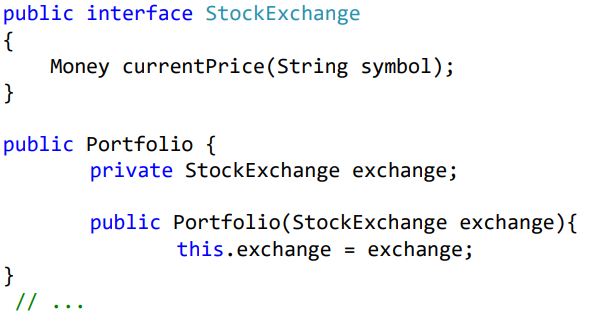 public interface StockExchange
{
    Money currentPrice(String symbol);
}

public Portfolio {
       private StockExchange exchange;

       public Portfolio(StockExchange exchange){
              this.exchange = exchange;
}
 // ...